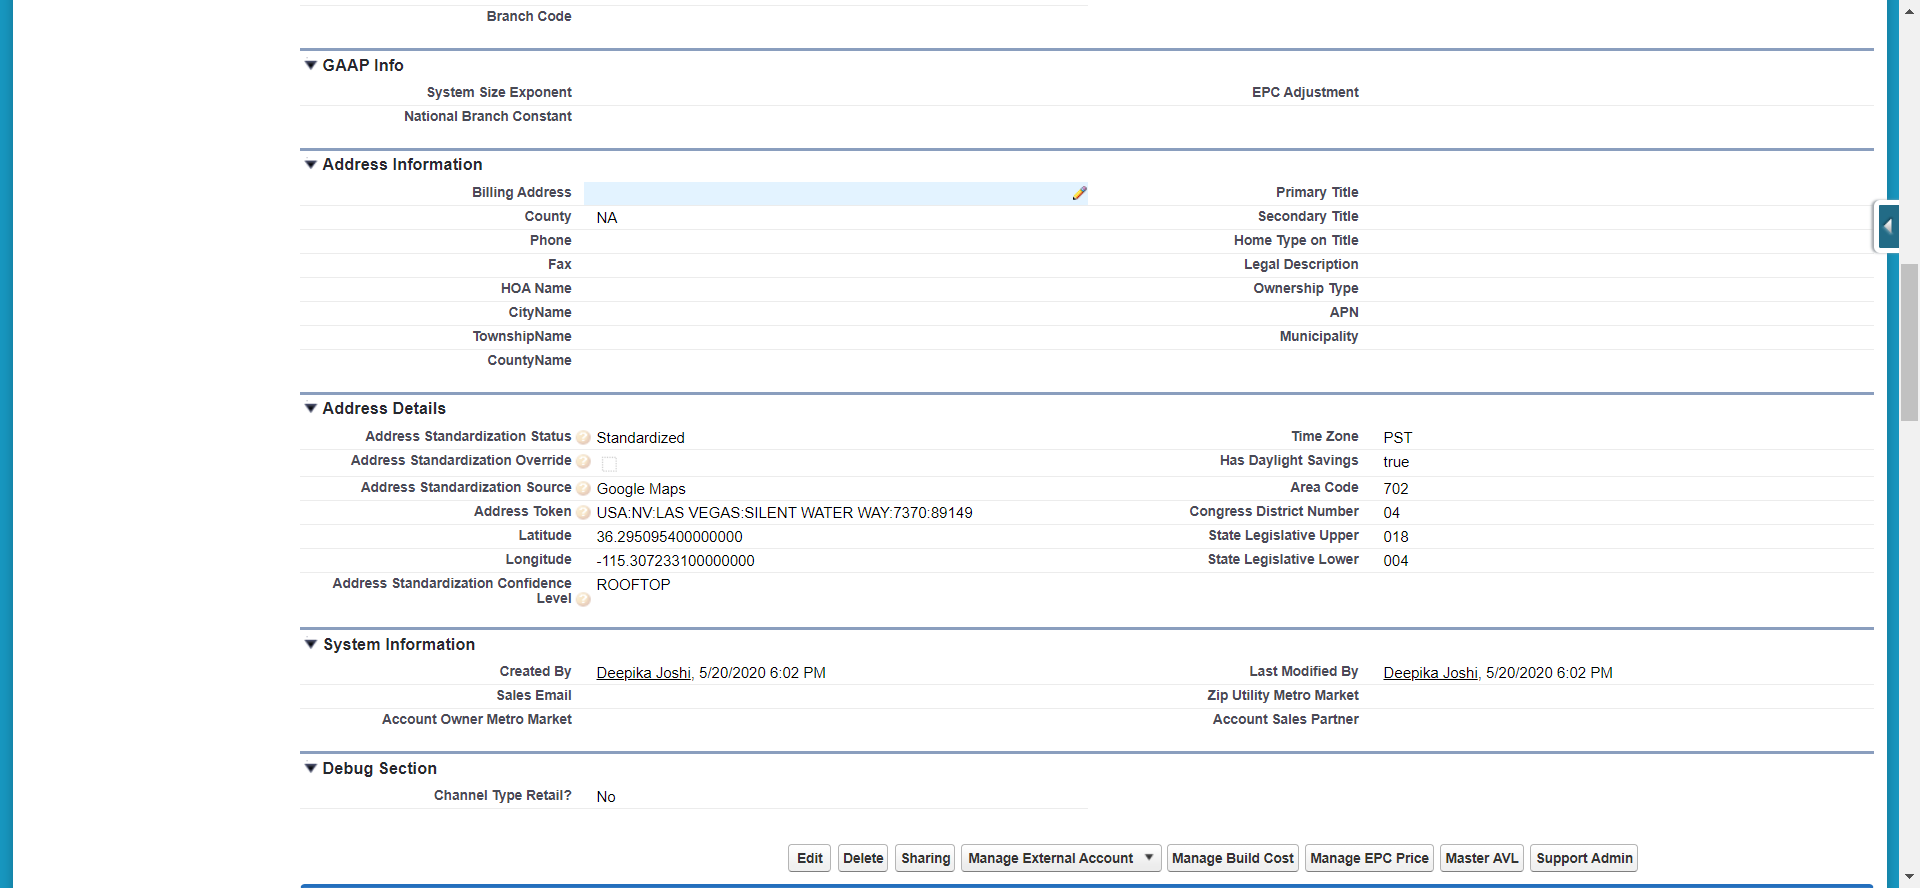 Branch Code
GAAP Info
System Size Exponent
EPC Adjustment
National Branch Constant
Address Information
Billing Address
Primary Title
County NA
Secondary Title
Phone
Home Type on Title
Fax
Legal Description
HOA Name
Ownership Type
CityName
APN
TownshipName
Municipality
CountyName
Address Details
Address Standardization Status ? Standardized
Time Zone PST
Address Standardization Override ?
Has Daylight Savings true
Address Standardization Source ? Google Maps
Area Code 702
Address Token ? USA:NV:LAS VEGAS:SILENT WATER WAY:7370:89149
Congress District Number 04
Latitude 36.295095400000000
State Legislative Upper 018
Longitude -115.307233100000000
State Legislative Lower 004
Address Standardization Confidence
Level ? ROOFTOP
System Information
Created By Deepika Joshi, 5/20/2020 6:02 PM
Last Modified By Deepika Joshi, 5/20/2020 6:02 PM
Sales Email
Zip Utility Metro Market
Account Owner Metro Market
Account Sales Partner
Debug Section
Channel Type Retail? No
Edit Delete Sharing Manage External Account Manage Build Cost Manage EPC Price Master AVL Support Admin